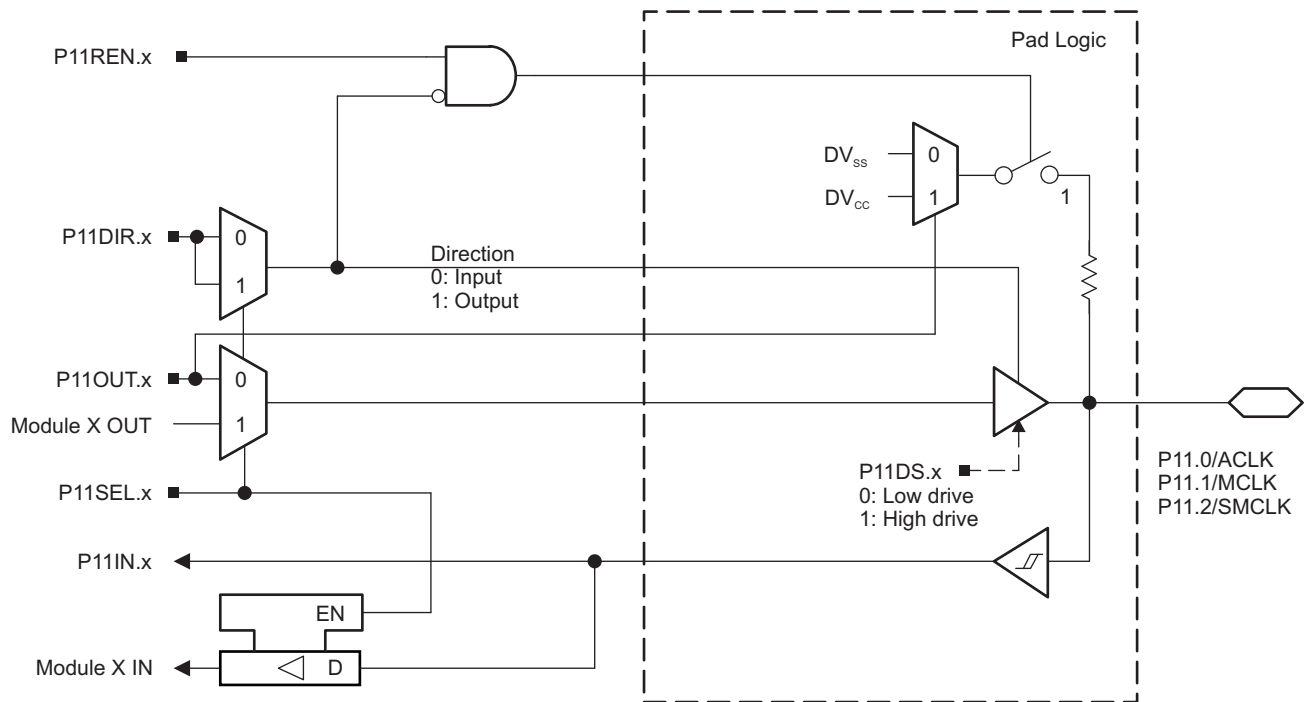 Pad Logic
P11REN.x
DVSS
0
DVCC
1
1
P11DIR.x
0
1
Direction
0: Input
1: Output
P11OUT.x
0
Module X OUT
1
P11DS.x
0: Low drive
1: High drive
P11.0/ACLK
P11.1/MCLK
P11.2/SMCLK
P11SEL.x
P11IN.x
EN
D
Module X IN